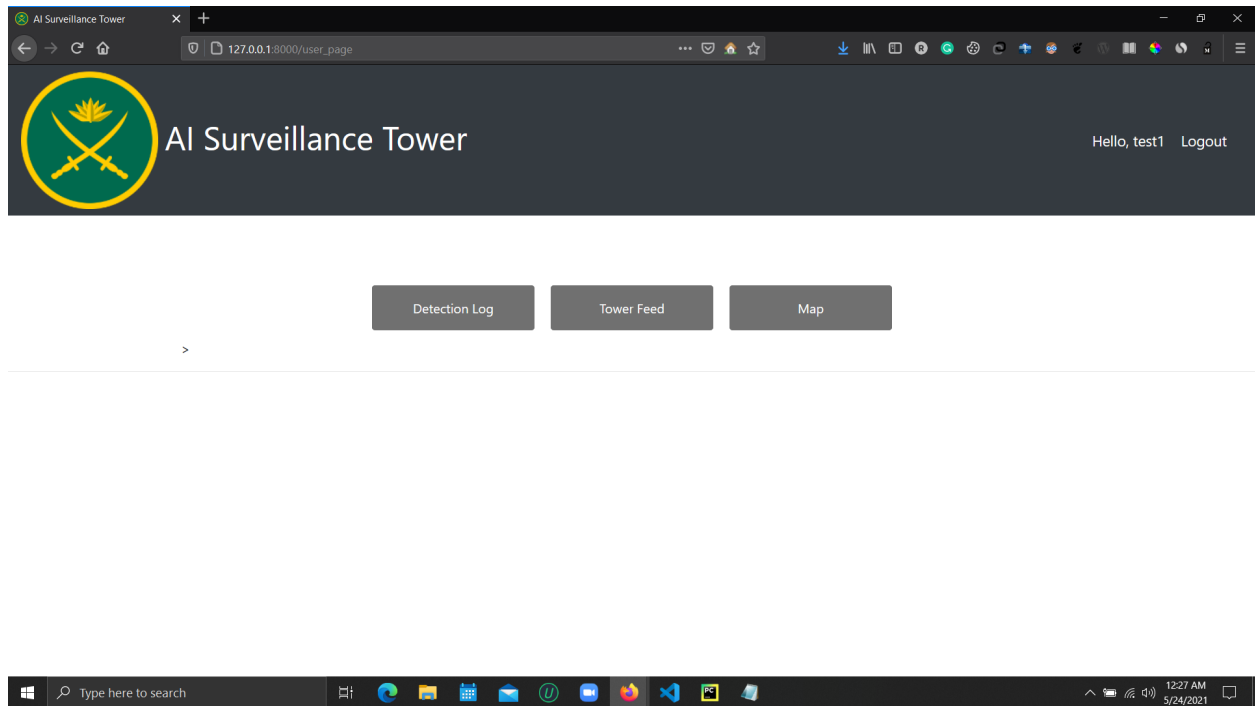 AI Surveillance Tower
127.0.0.1:8000/user_page
AI Surveillance Tower
Hello, test1 Logout
Detection Log Tower Feed Map
>
Type here to search
12:27 AM
5/24/2021